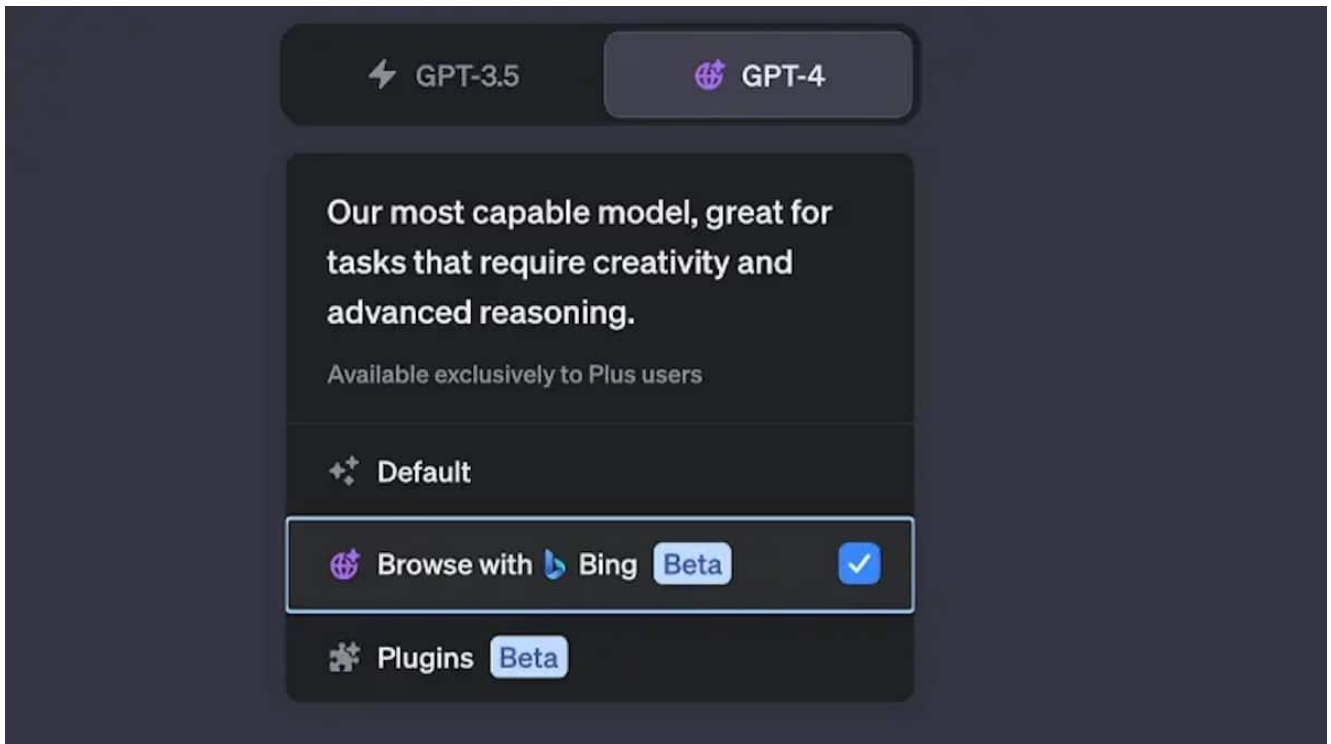 GPT-3.5
GPT-4
Our most capable model, great for
tasks that require creativity and
advanced reasoning.
Available exclusively to Plus users
Default
Browse with Bing Beta
Plugins Beta